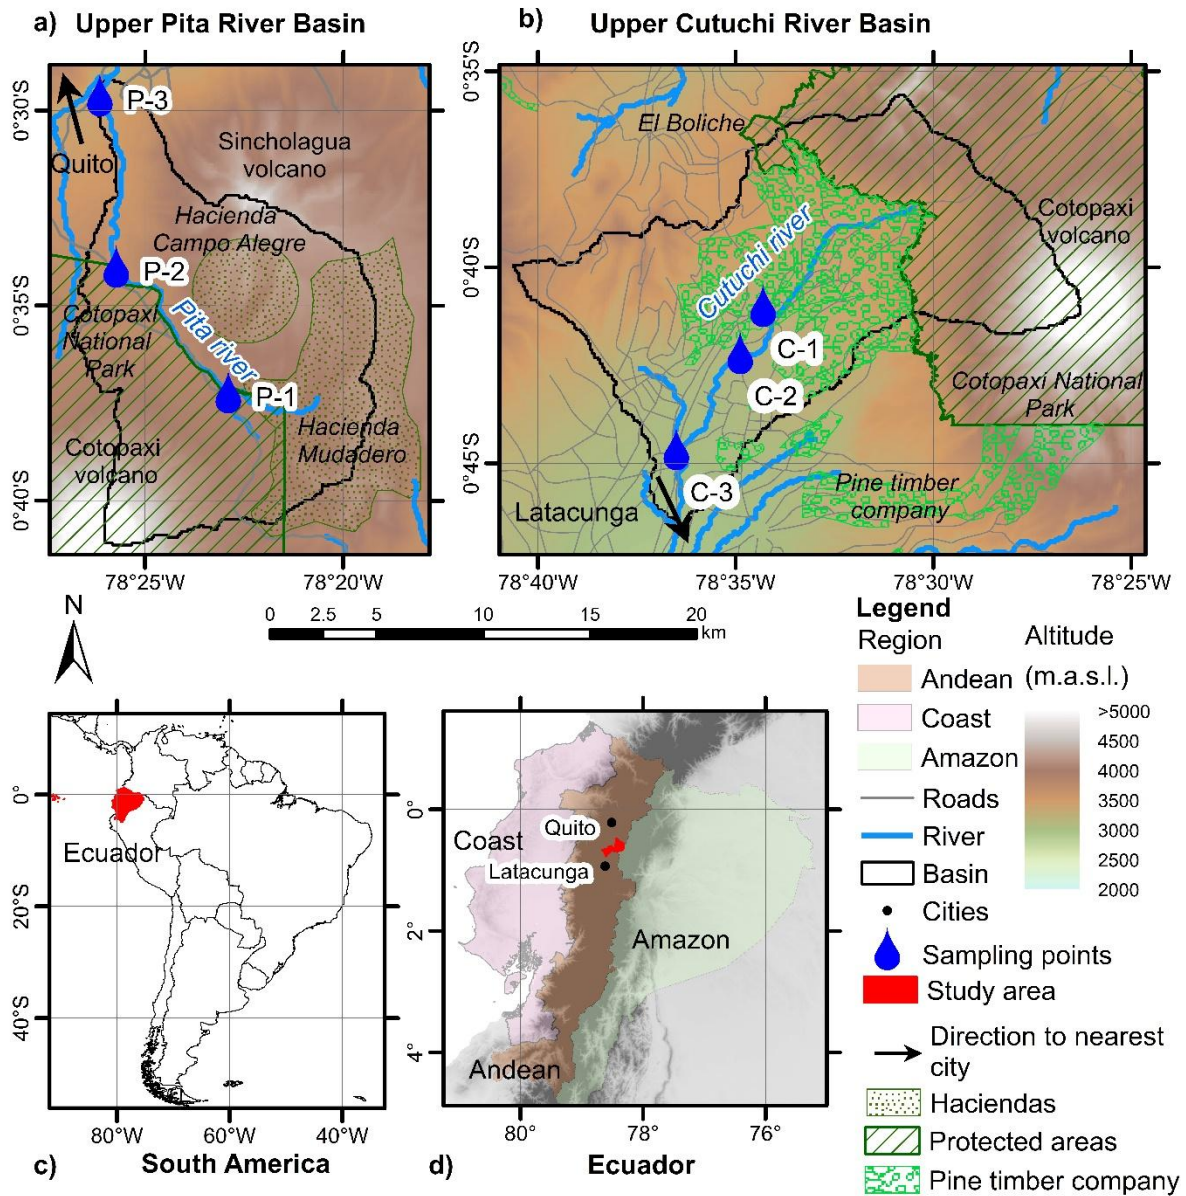 a) Upper Pita River Basin
b) Upper Cutuchi River Basin
0°30'S
0°35'S
0°40'S
P-3
Quito
Sincholagua
volcano
Hacienda
Campo Alegre
P-2
Cotopaxi
National
Park
Pita river
P-1
Hacienda
Mudadero
Cotopaxi
volcano
78°25'W
78°20'W
0°35'S
0°40'S
0°45'S
El Boliche
Cutuchi river
Cotopaxi
volcano
C-1
C-2
Cotopaxi National
Park
C-3
Latacunga
Pine timber
company
78°40'W
78°35'W
78°30'W
78°25'W
N
0 2.5 5 10 15 20
km
0°
20°S
40°S
Ecuador
80°W
60°W
40°W
c) South America
0°
2°
4°
Quito
Coast
Latacunga
Amazon
Andean
80°
78°
76°
d) Ecuador
Legend
Region
Andean
Coast
Amazon
Roads
River
Basin
Cities
Sampling points
Study area
Direction to nearest
city
Haciendas
Protected areas
Pine timber company
Altitude
(m.a.s.l.)
>5000
4500
4000
3500
3000
2500
2000